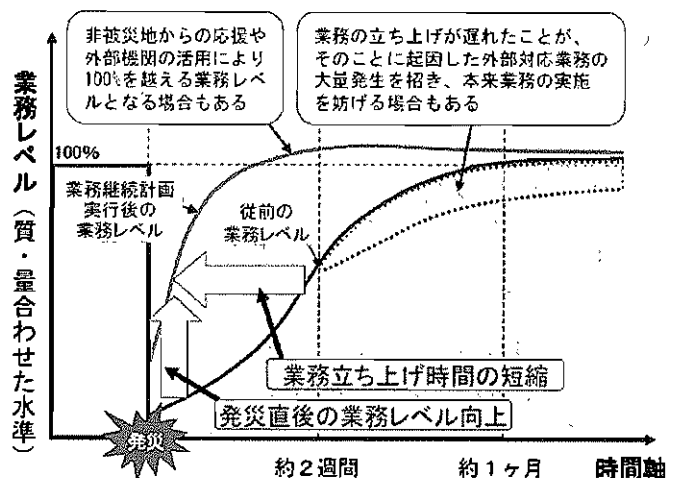 非被災地からの応援や
外部機関の活用により
100%を越える業務レベ
ルとなる場合もある
業務の立ち上げが遅れたことが、
そのことに起因した外部対応業務の
大量発生を招き、本来業務の実施
を妨げる場合もある
業務レベル（質・量合わせた水準）
100%
業務継続計画
実行後の
業務レベル
従前の
業務レベル
業務立ち上げ時間の短縮
発災直後の業務レベル向上
発災
約２週間
約１ヶ月
時間軸